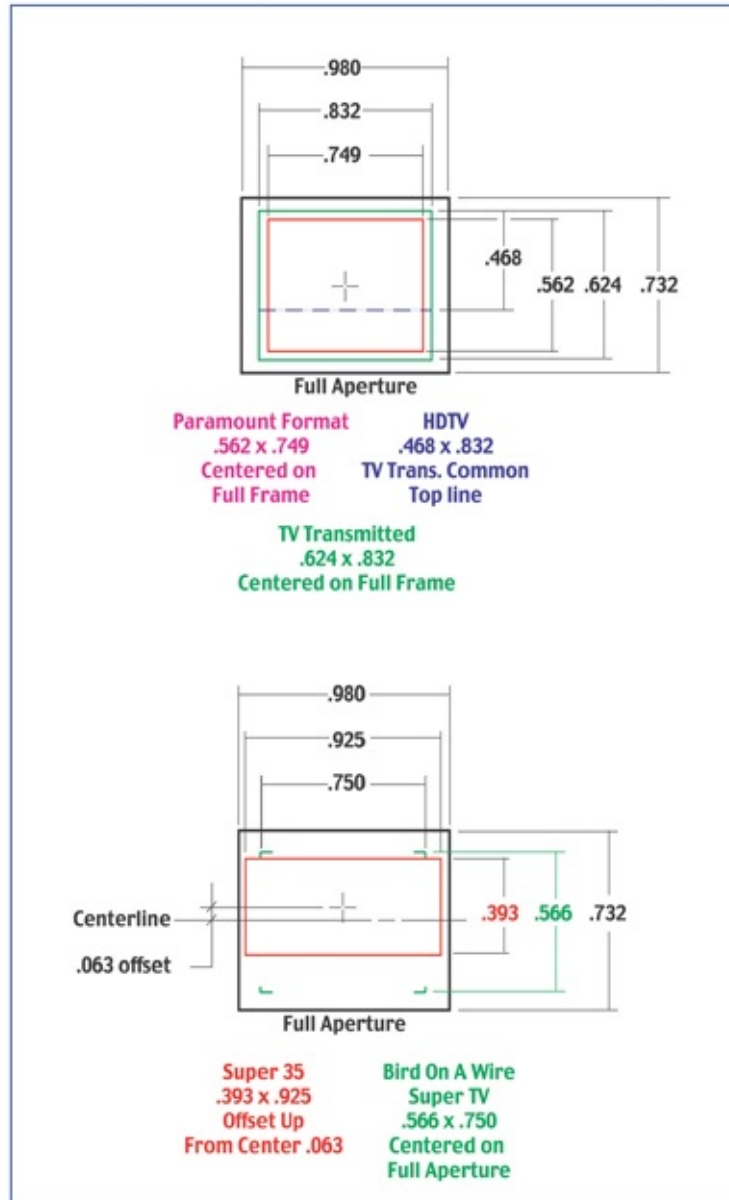 .980
.832
.749
.468
.562 .624 .732
Full Aperture
Paramount Format
.562 x .749
Centered on
Full Frame
HDTV
.468 x .832
TV Trans. Common
Top line
TV Transmitted
.624 x .832
Centered on Full Frame
.980
.925
.750
Centerline
.063 offset
.393 .566 .732
Full Aperture
Super 35
.393 x .925
Offset Up
From Center .063
Bird On A Wire
Super TV
.566 x .750
Centered on
Full Aperture